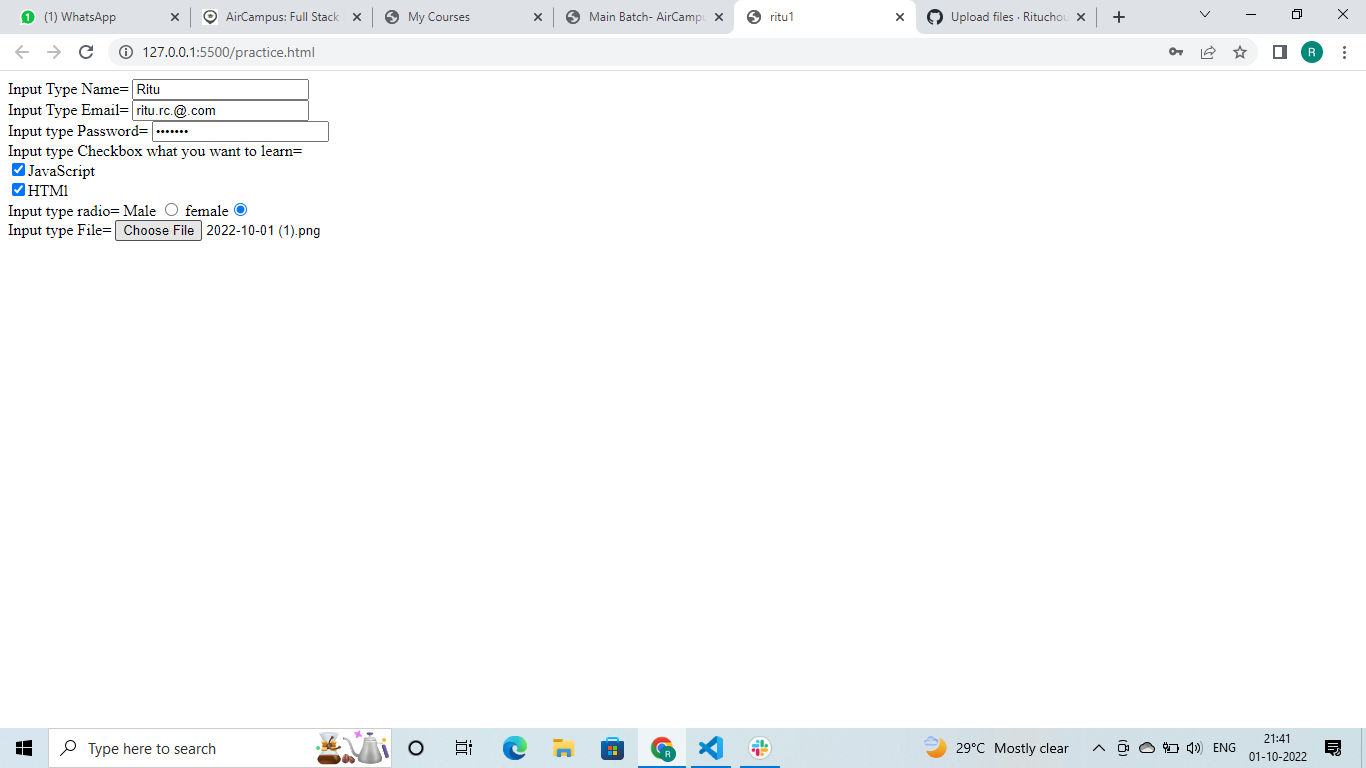 1 (1) WhatsApp
AirCampus: Full Stack
My Courses
Main Batch- AirCampu
ritu1
Upload files · Rituchou
127.0.0.1:5500/practice.html
R
Input Type Name= Ritu
Input Type Email= ritu.rc.@.com
Input type Password= •••••••
Input type Checkbox what you want to learn=
JavaScript
HTMl
Input type radio= Male female
Input type File= Choose File 2022-10-01 (1).png
Type here to search
R
29°C Mostly clear
ENG
21:41
01-10-2022